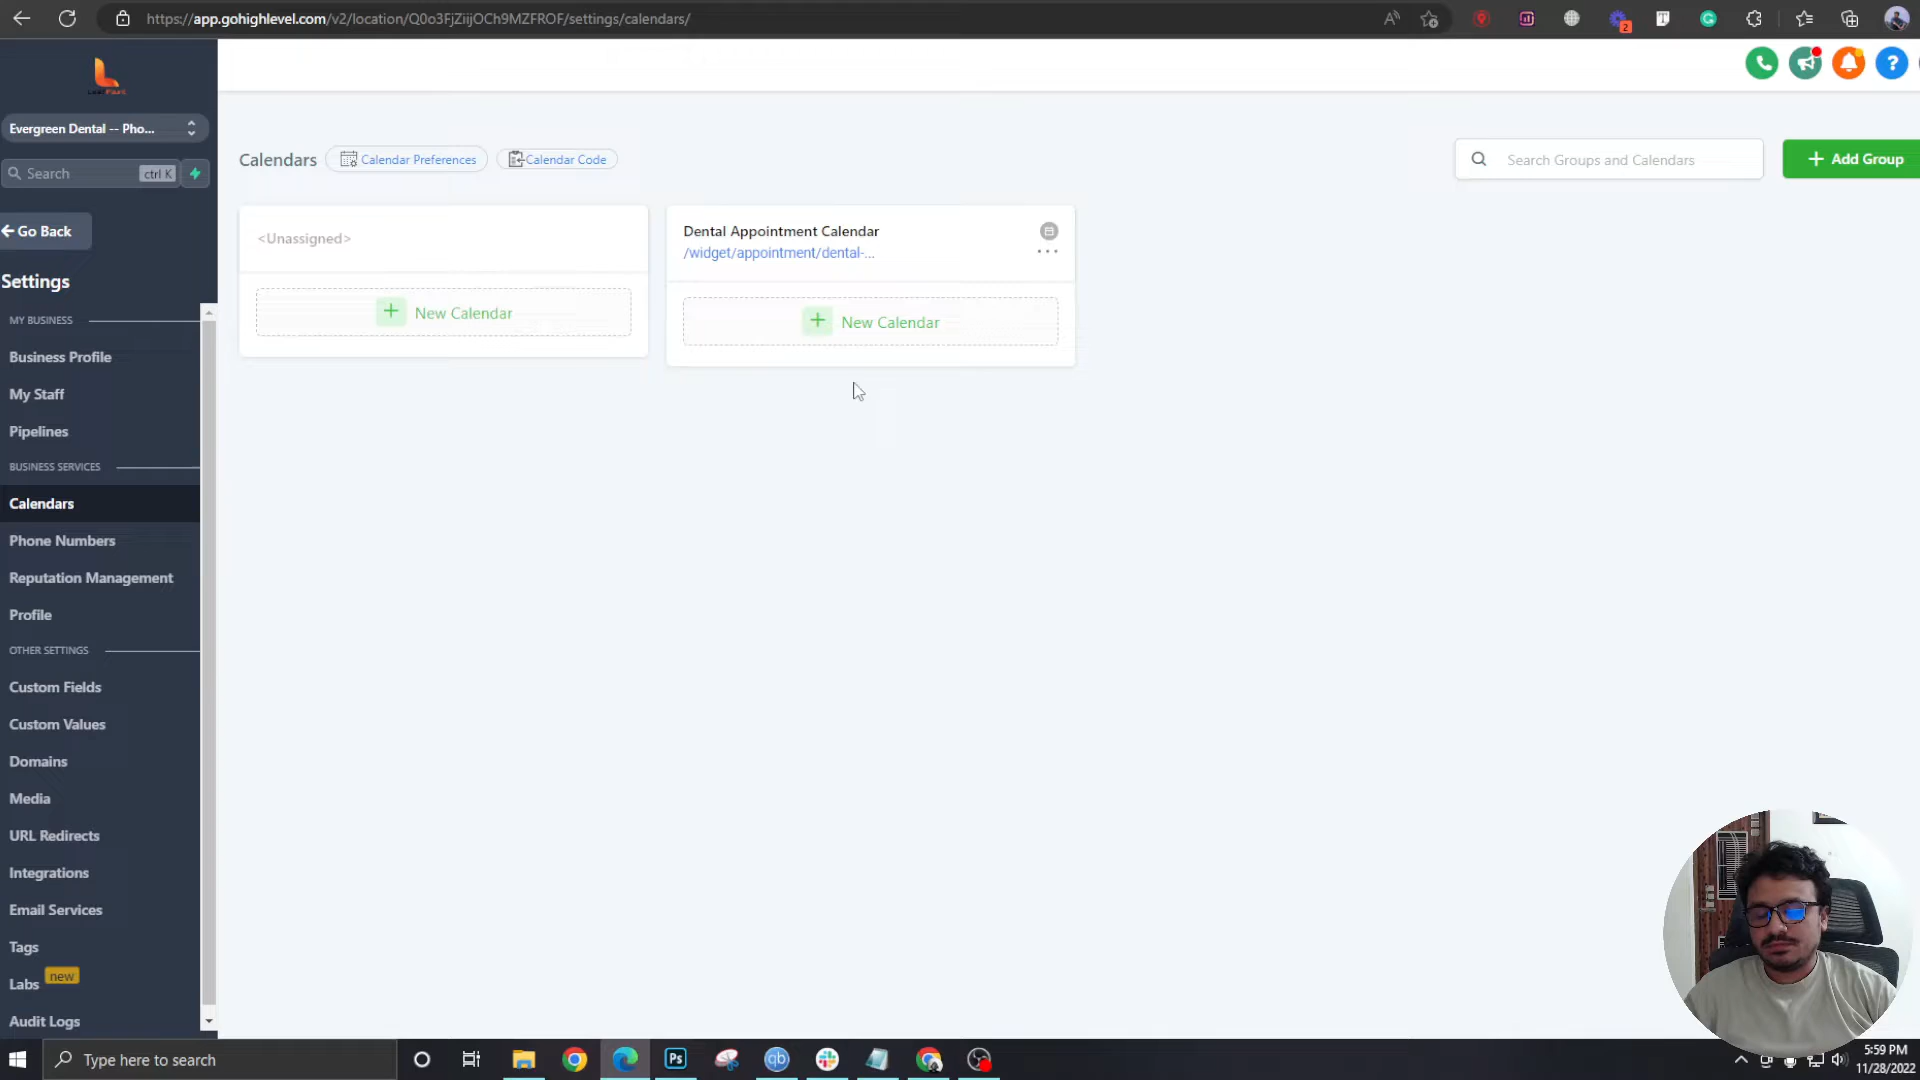 https://app.gohighlevel.com/v2/location/Q0o3FjZiijOCh9MZFROF/settings/calendars/
Evergreen Dental -- Pho...
Search
ctrl K
Go Back
Settings
MY BUSINESS
Business Profile
My Staff
Pipelines
BUSINESS SERVICES
Calendars
Phone Numbers
Reputation Management
Profile
OTHER SETTINGS
Custom Fields
Custom Values
Domains
Media
URL Redirects
Integrations
Email Services
Tags
Labs new
Audit Logs
Calendars
Calendar Preferences
Calendar Code
Search Groups and Calendars
Add Group
<Unassigned>
New Calendar
Dental Appointment Calendar
/widget/appointment/dental-...
New Calendar
Type here to search
Ps
qb
2
5:59 PM
11/28/2022